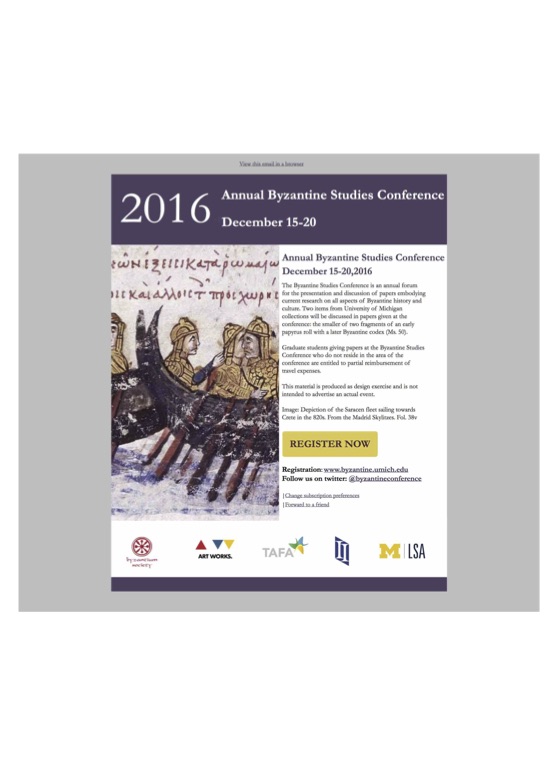 View this email in a browser
2016
Annual Byzantine Studies Conference
December 15-20
Annual Byzantine Studies Conference
December 15-20,2016
The Byzantine Studies Conference is an annual forum
for the presentation and discussion of papers embodying
current research on all aspects of Byzantine history and
culture. Two items from University of Michigan
collections will be discussed in papers given at the
conference: the smaller of two fragments of an early
papyrus roll with a later Byzantine codex (Ms. 50).
Graduate students giving papers at the Byzantine Studies
Conference who do not reside in the area of the
conference are entitled to partial reimbursement of
travel expenses.
This material is produced as design exercise and is not
intended to advertise an actual event.
Image: Depiction of the Saracen fleet sailing towards
Crete in the 820s. From the Madrid Skylitzes. Fol. 38v
REGISTER NOW
Registration: www.byzantine.umich.edu
Follow us on twitter: @byzantineconference
|Change subscription preferences
|Forward to a friend
byzantium
society
ART WORKS.
TAFA
M | LSA